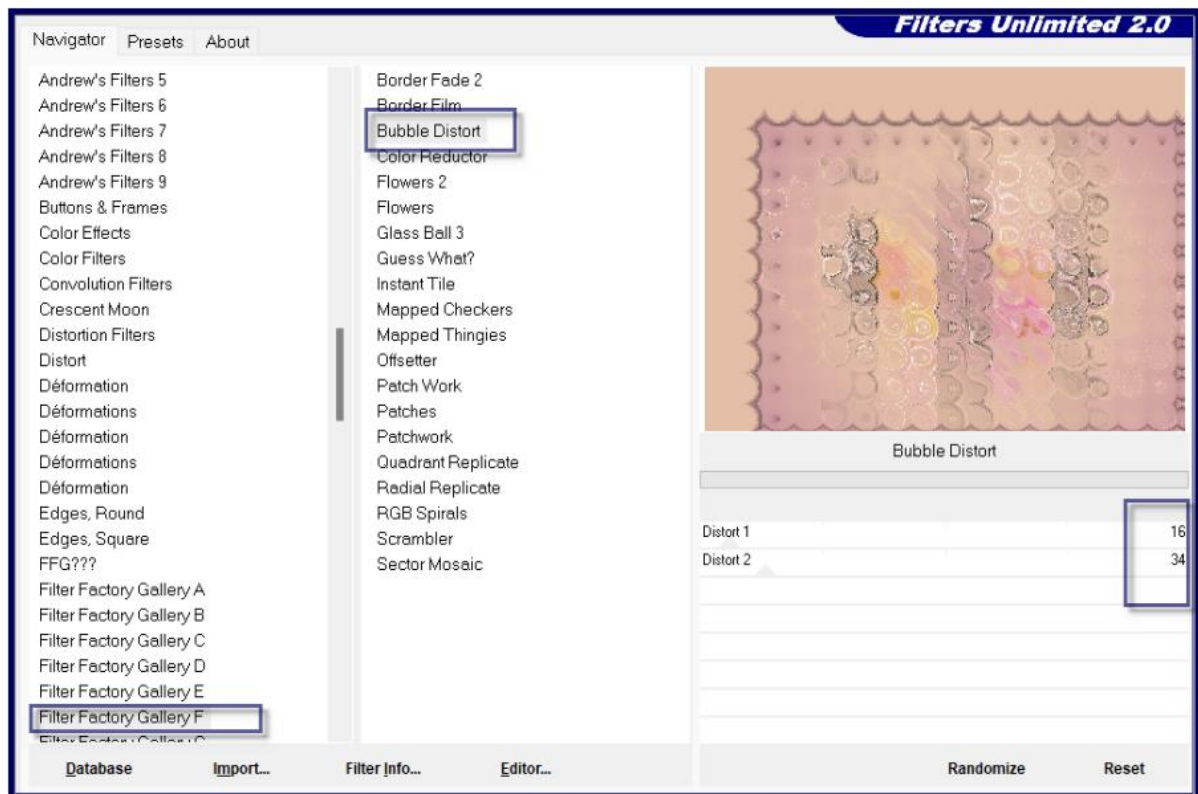 Filters Unlimited 2.0
Navigator Presets About
Andrew's Filters 5
Andrew's Filters 6
Andrew's Filters 7
Andrew's Filters 8
Andrew's Filters 9
Buttons & Frames
Color Effects
Color Filters
Convolution Filters
Crescent Moon
Distortion Filters
Distort
Déformation
Déformations
Déformation
Déformations
Déformation
Edges, Round
Edges, Square
FFG???
Filter Factory Gallery A
Filter Factory Gallery B
Filter Factory Gallery C
Filter Factory Gallery D
Filter Factory Gallery E
Filter Factory Gallery F
Border Fade 2
Border Film
Bubble Distort
Color Reductor
Flowers 2
Flowers
Glass Ball 3
Guess What?
Instant Tile
Mapped Checkers
Mapped Thingies
Offsetter
Patch Work
Patches
Patchwork
Quadrant Replicate
Radial Replicate
RGB Spirals
Scrambler
Sector Mosaic
Bubble Distort
Distort 1 16
Distort 2 34
Database Import... Filter Info... Editor... Randomize Reset